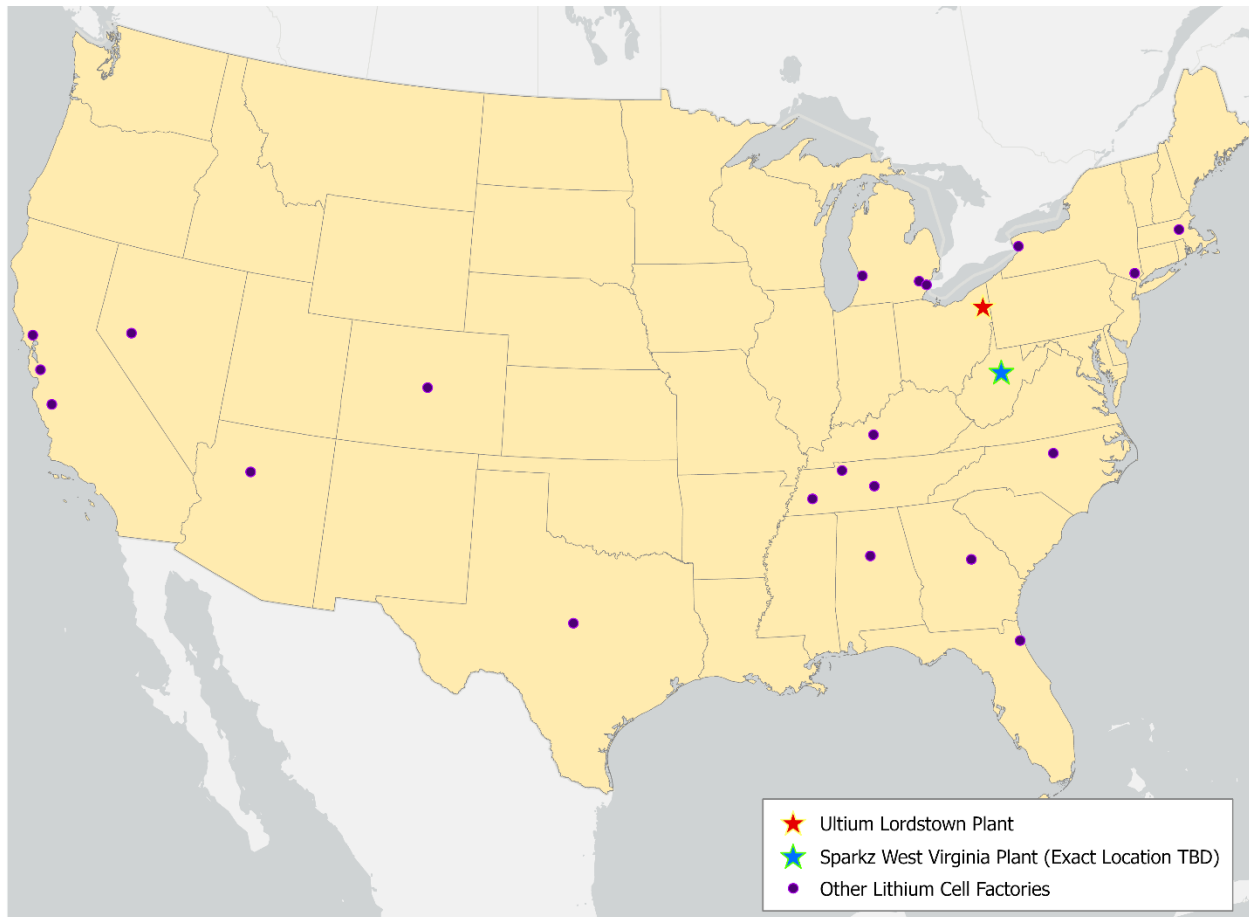 Ultium Lordstown Plant
Sparkz West Virginia Plant (Exact Location TBD)
Other Lithium Cell Factories